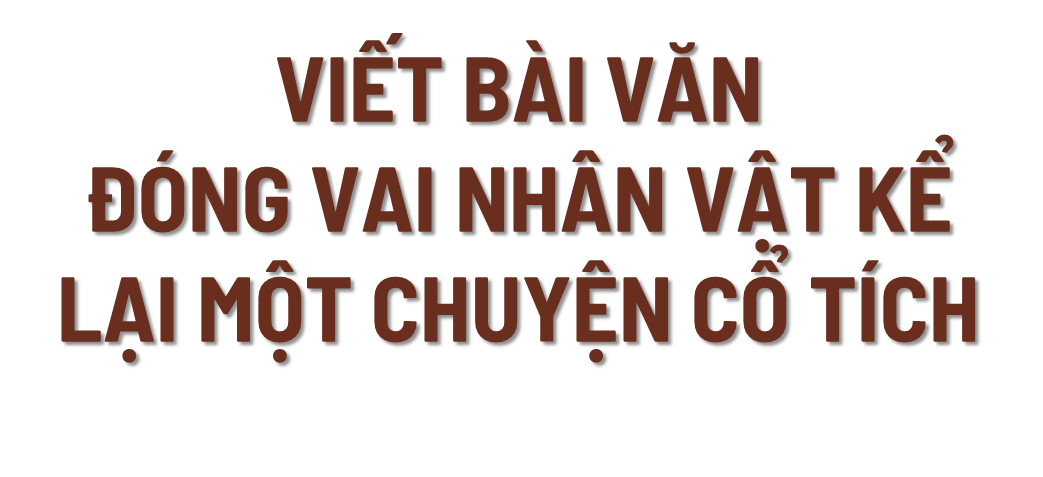 VIẾT BÀI VĂN
ĐÓNG VAI NHÂN VẬT KỂ
LẠI MỘT CHUYỆN CỔ TÍCH